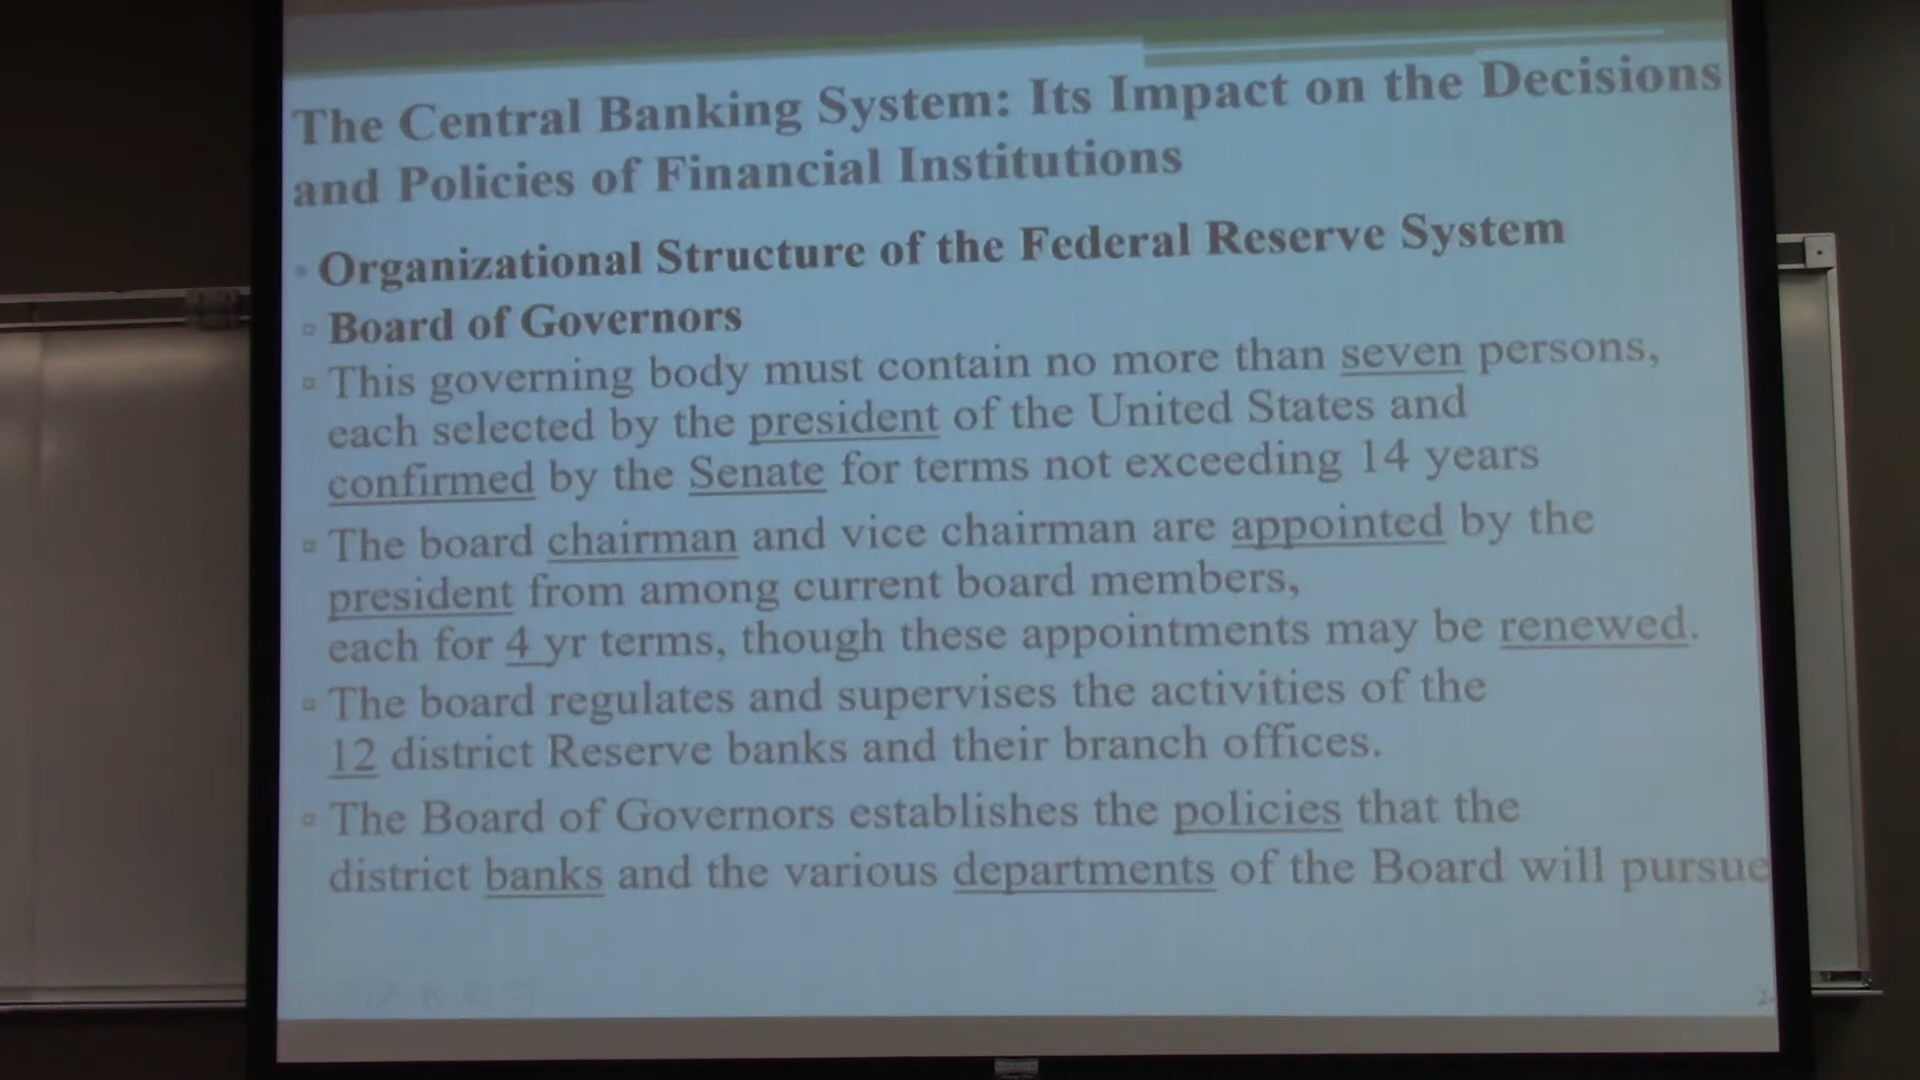 The Central Banking System: Its Impact on the Decisions
and Policies of Financial Institutions
Organizational Structure of the Federal Reserve System
Board of Governors
This governing body must contain no more than seven persons,
each selected by the president of the United States and
confirmed by the Senate for terms not exceeding 14 years
The board chairman and vice chairman are appointed by the
president from among current board members,
each for 4 yr terms, though these appointments may be renewed.
The board regulates and supervises the activities of the
12 district Reserve banks and their branch offices.
The Board of Governors establishes the policies that the
district banks and the various departments of the Board will pursue